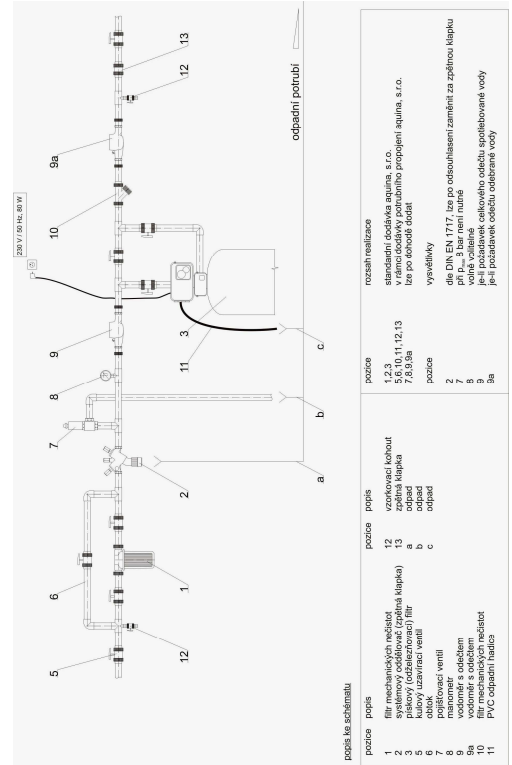 230 V / 50 Hz, 80 W
5
6
7
8
9
10
9a
12
13
12
1
2
3
11
a
b
c
odpadní potrubí
popis ke schématu
pozice popis
1 filtr mechanických nečistot
2 systémový oddělovač (zpětná klapka)
3 pískový (odželezňovací) filtr
5 kulový uzavírací ventil
6 obtok
7 pojišťovací ventil
8 manometr
9 vodoměr s odečtem
9a vodoměr s odečtem
10 filtr mechanických nečistot
11 PVC odpadní hadice
pozice popis
12 vzorkovací kohout
13 zpětná klapka
a odpad
b odpad
c odpad
pozice rozsah realizace
1,2,3 standardní dodávka aquina, s.r.o.
5,6,10,11,12,13 v rámci dodávky potrubního propojení aquina, s.r.o.
7,8,9,9a lze po dohodě dodat
pozice vysvětlivky
2 dle DIN EN 1717, lze po odsouhlasení zaměnit za zpětnou klapku
7 při pmax 8 bar není nutné
8 volně volitelné
9 je-li požadavek celkového odečtu spotřebované vody
9a je-li požadavek odečtu odebrané vody